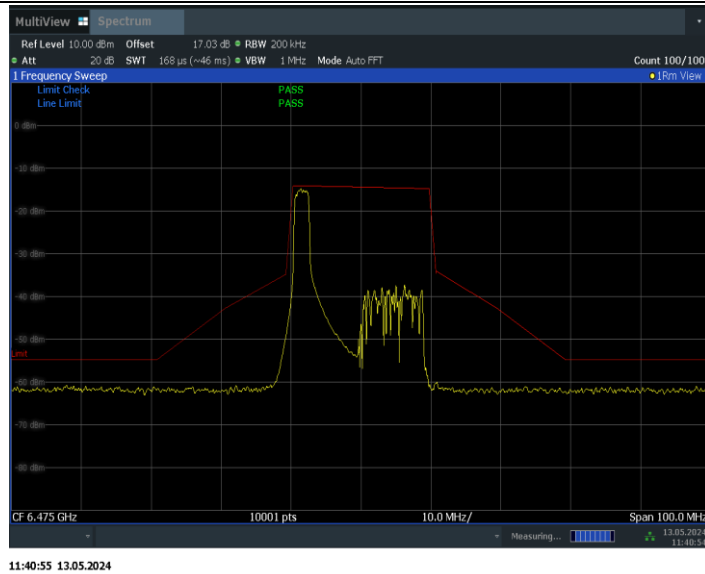 MultiView Spectrum
Ref Level 10.00 dBm Offset 17.03 dB RBW 200 kHz
Att 20 dB SWT 168 µs (~46 ms) VBW 1 MHz Mode Auto FFT Count 100/100
1 Frequency Sweep 1Rm View
Limit Check PASS
Line Limit PASS
0 dBm
-10 dBm
-20 dBm
-30 dBm
-40 dBm
-50 dBm
Limit
-60 dBm
-70 dBm
-80 dBm
CF 6.475 GHz 10001 pts 10.0 MHz/ Span 100.0 MHz
Measuring... 13.05.2024
11:40:54
11:40:55 13.05.2024